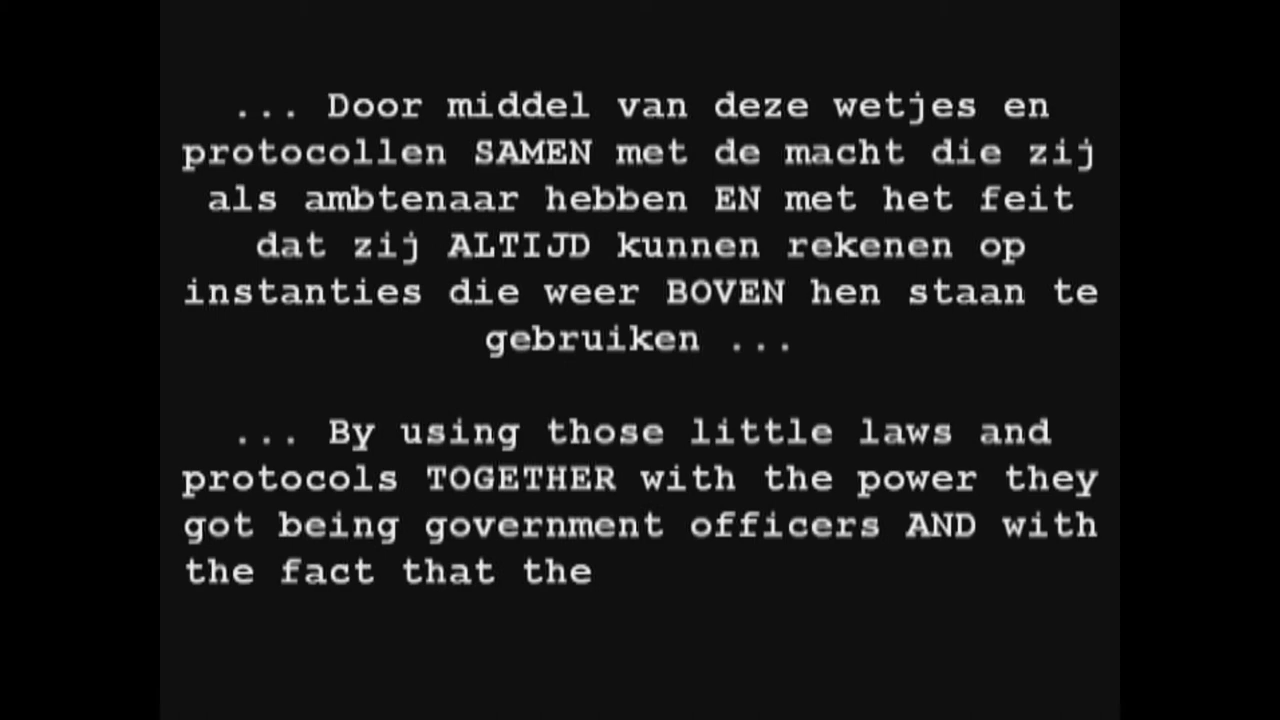 ... Door middel van deze wetjes en
protocollen SAMEN met de macht die zij
als ambtenaar hebben EN met het feit
dat zij ALTIJD kunnen rekenen op
instanties die weer BOVEN hen staan te
gebruiken ...
... By using those little laws and
protocols TOGETHER with the power they
got being government officers AND with
the fact that the